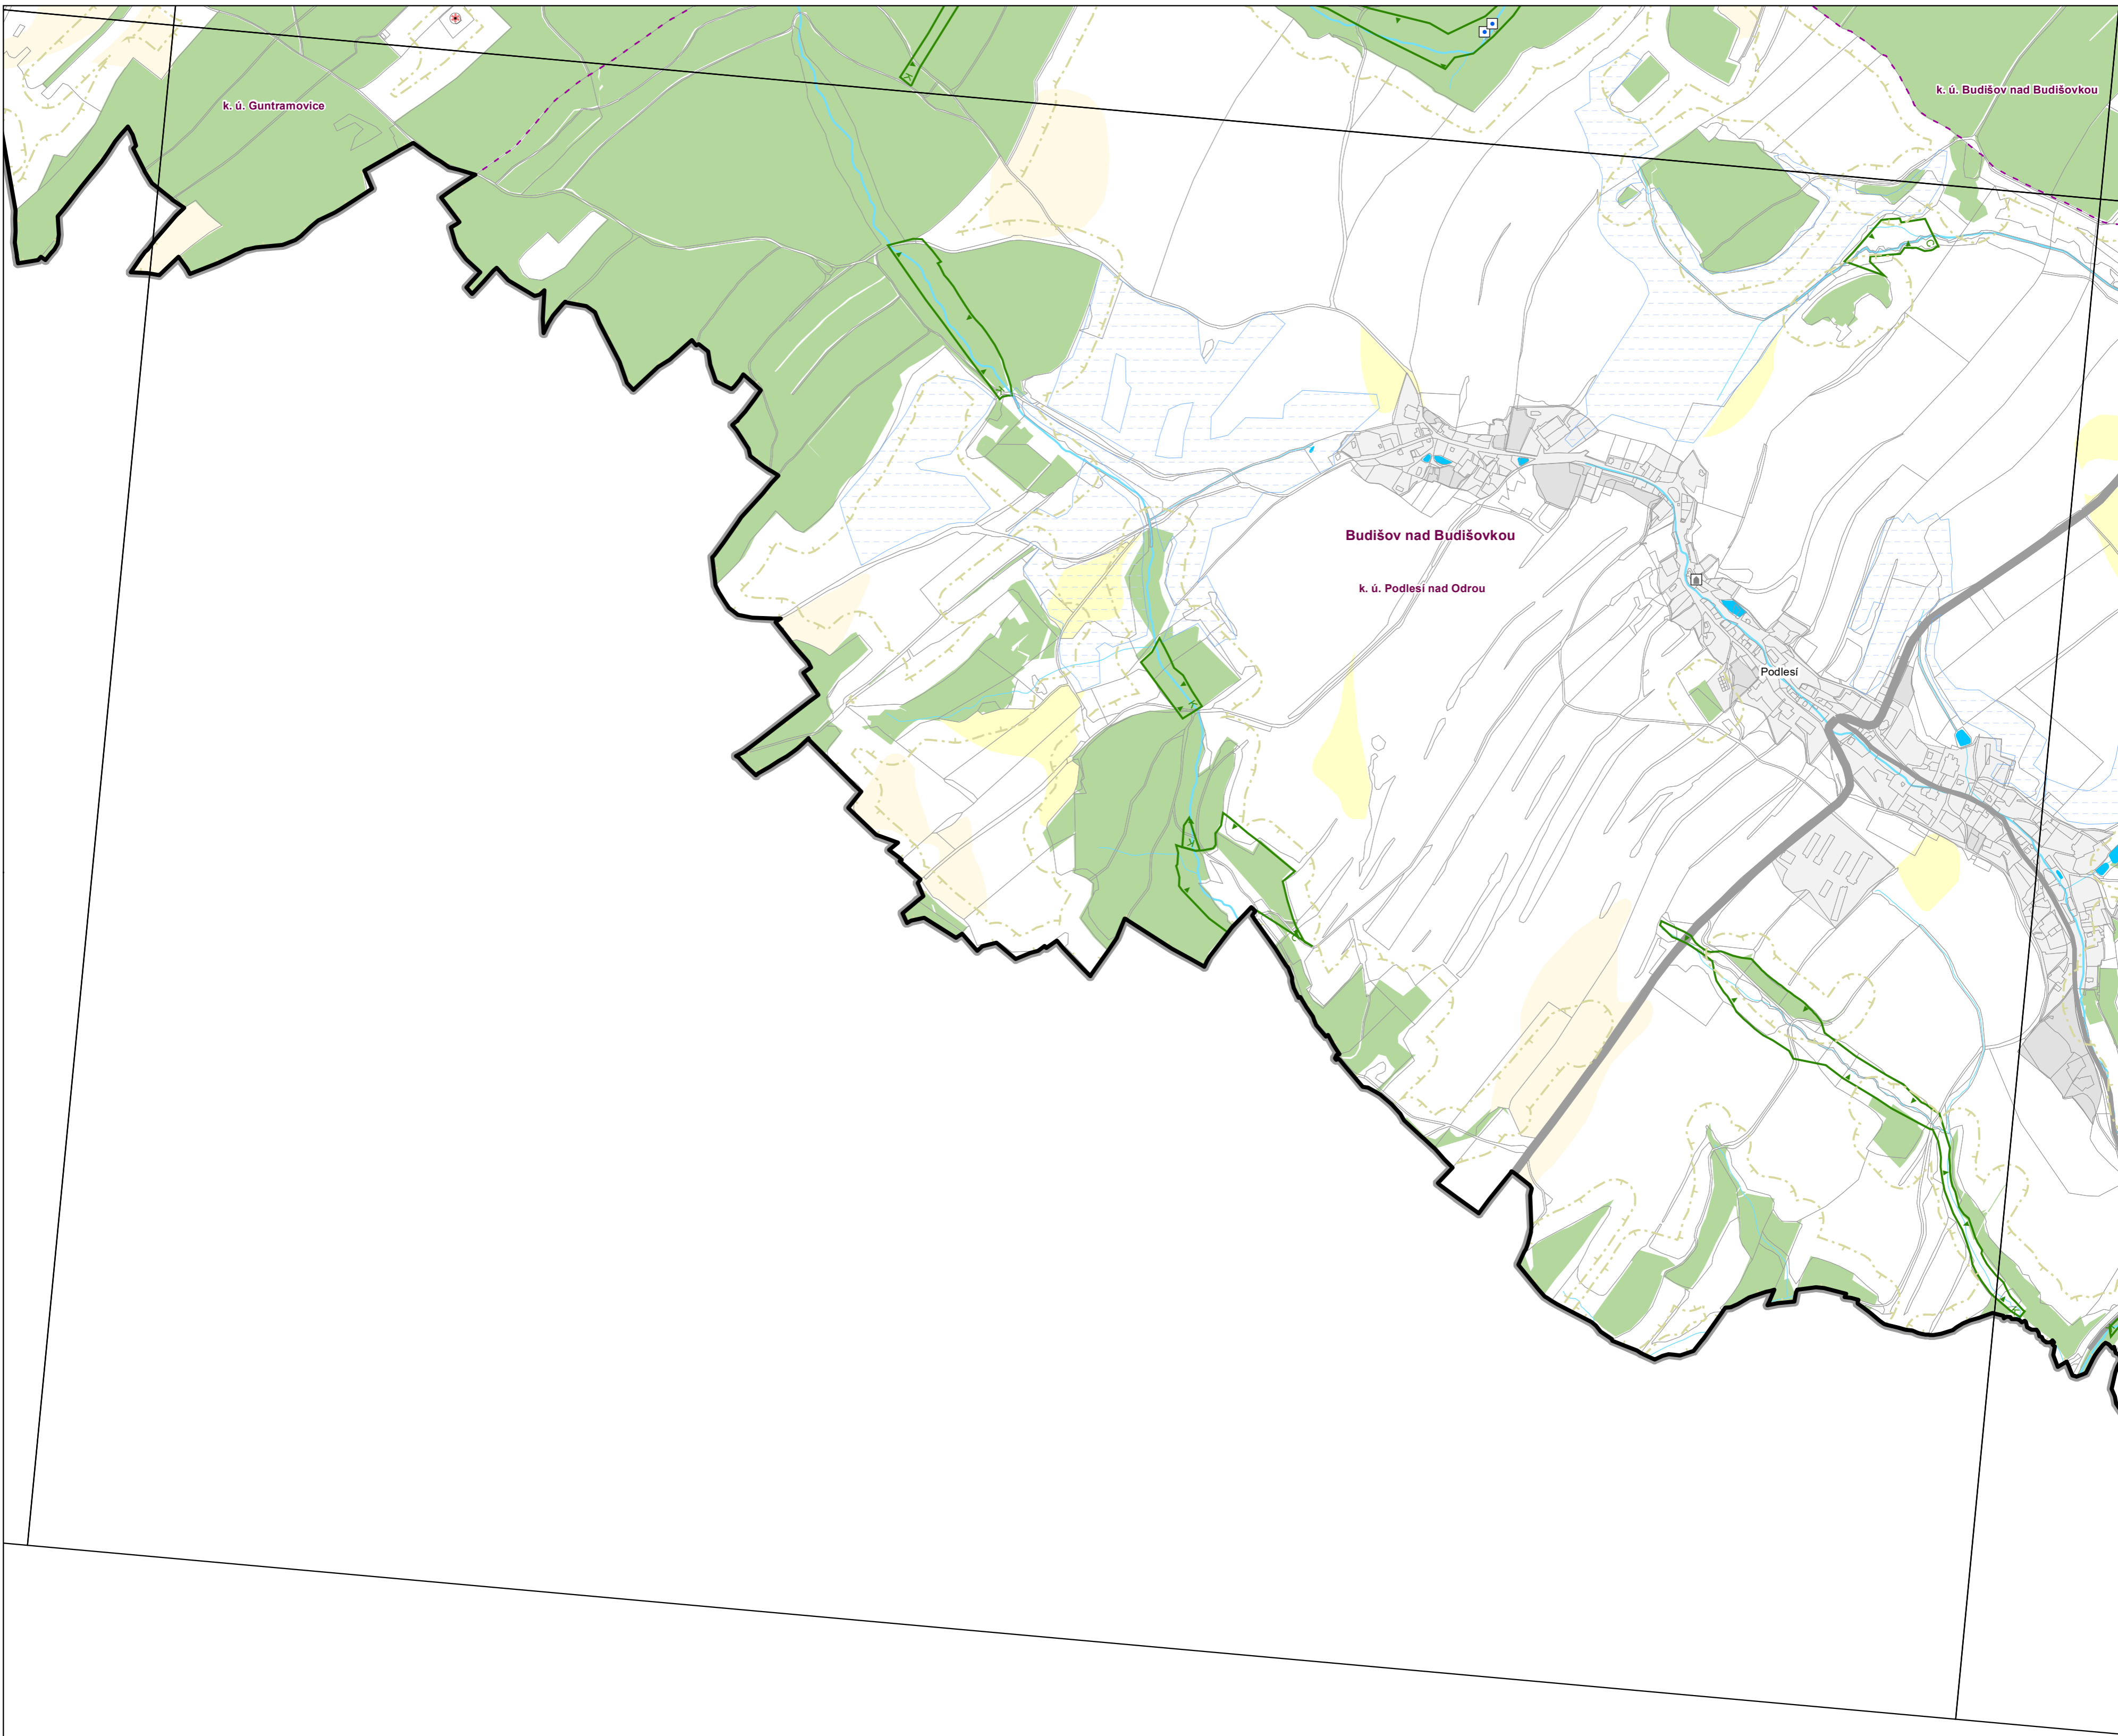 k. ú. Budišov nad Budišovkou
k. ú. Guntramovice
K
C
K
Budišov nad Budišovkou
k. ú. Podlesí nad Odrou
Podlesí
K
K
C
K